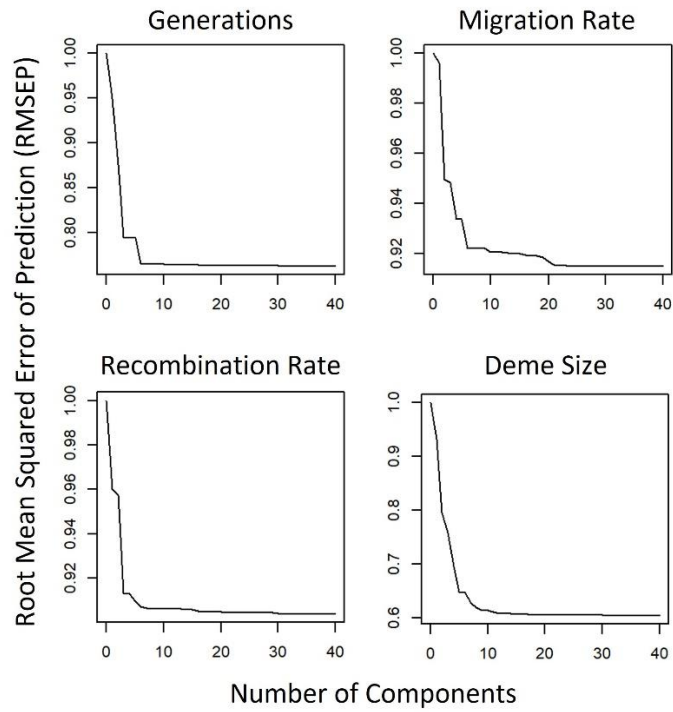 Generations
Migration Rate
Root Mean Squared Error of Prediction (RMSEP)
1.00
0.95
0.90
0.85
0.80
0 10 20 30 40
1.00
0.98
0.96
0.94
0.92
0 10 20 30 40
Recombination Rate
Deme Size
1.00
0.98
0.96
0.94
0.92
0 10 20 30 40
1.0
0.9
0.8
0.7
0.6
0 10 20 30 40
Number of Components